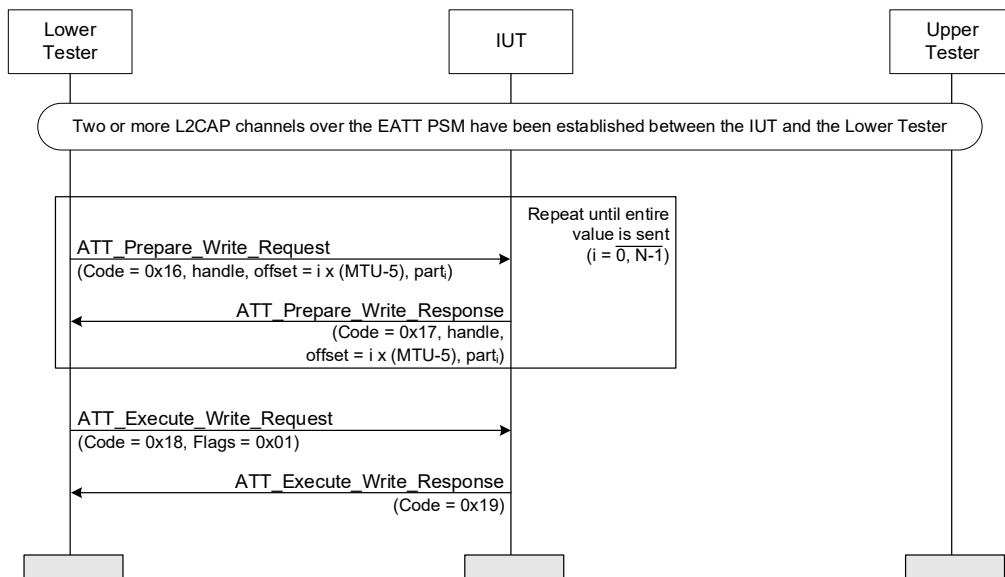 Lower
Tester
IUT
Upper
Tester
Two or more L2CAP channels over the EATT PSM have been established between the IUT and the Lower Tester
Repeat until entire
value is sent
(i = 0, N-1)
ATT_Prepare_Write_Request
(Code = 0x16, handle, offset = i x (MTU-5), partᵢ)
ATT_Prepare_Write_Response
(Code = 0x17, handle,
offset = i x (MTU-5), partᵢ)
ATT_Execute_Write_Request
(Code = 0x18, Flags = 0x01)
ATT_Execute_Write_Response
(Code = 0x19)